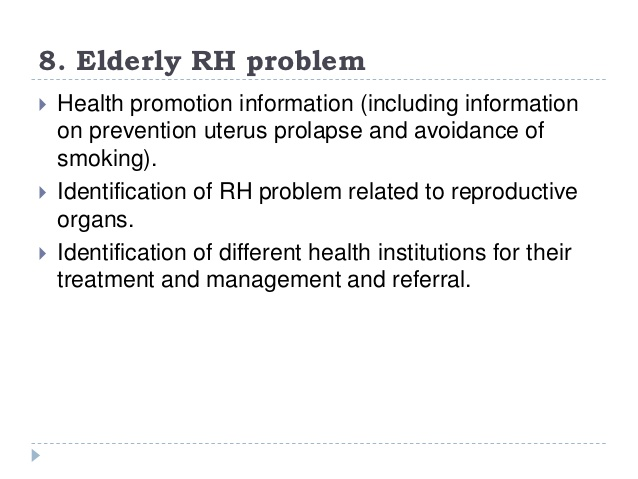 8. Elderly RH problem
Health promotion information (including information
on prevention uterus prolapse and avoidance of
smoking).
Identification of RH problem related to reproductive
organs.
Identification of different health institutions for their
treatment and management and referral.